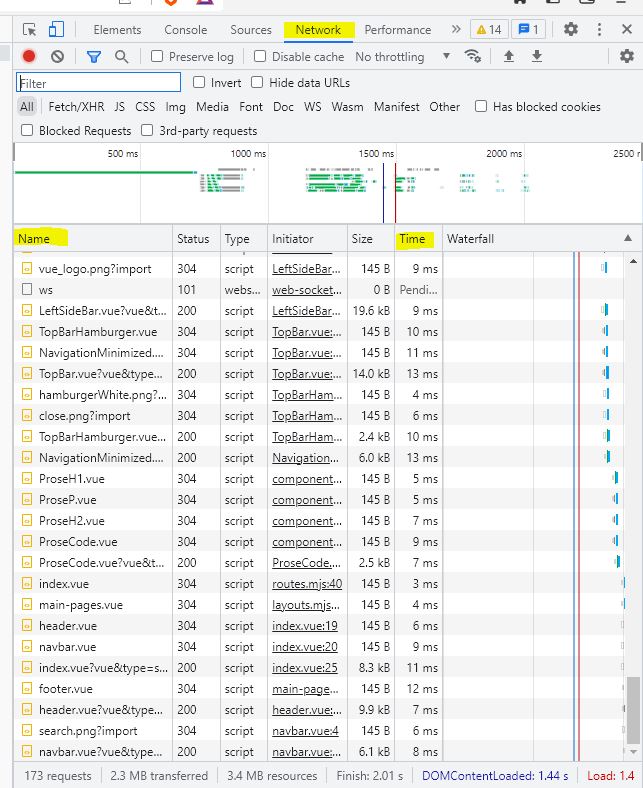 Elements Console Sources Network Performance » 14 1
Preserve log Disable cache No throttling
Filter Invert Hide data URLs
All Fetch/XHR JS CSS Img Media Font Doc WS Wasm Manifest Other Has blocked cookies
Blocked Requests 3rd-party requests
500 ms 1000 ms 1500 ms 2000 ms 2500 r
Name Status Type Initiator Size Time Waterfall
vue_logo.png?import 304 script LeftSideBar... 145 B 9 ms
ws 101 webs... web-socket... 0 B Pendi...
LeftSideBar.vue?vue&t... 200 script LeftSideBar... 19.6 kB 9 ms
TopBarHamburger.vue 304 script TopBar.vue:... 145 B 10 ms
NavigationMinimized.... 304 script TopBar.vue:... 145 B 11 ms
TopBar.vue?vue&type... 200 script TopBar.vue:... 14.0 kB 13 ms
hamburgerWhite.png?... 304 script TopBarHam... 145 B 4 ms
close.png?import 304 script TopBarHam... 145 B 6 ms
TopBarHamburger.vue... 200 script TopBarHam... 2.4 kB 10 ms
NavigationMinimized.... 200 script Navigation... 6.0 kB 13 ms
ProseH1.vue 304 script component... 145 B 5 ms
ProseP.vue 304 script component... 145 B 5 ms
ProseH2.vue 304 script component... 145 B 7 ms
ProseCode.vue 304 script component... 145 B 9 ms
ProseCode.vue?vue&t... 200 script ProseCode.... 2.5 kB 7 ms
index.vue 304 script routes.mjs:40 145 B 3 ms
main-pages.vue 304 script layouts.mjs... 145 B 4 ms
header.vue 304 script index.vue:19 145 B 6 ms
navbar.vue 304 script index.vue:20 145 B 9 ms
index.vue?vue&type=s... 200 script index.vue:25 8.3 kB 11 ms
footer.vue 304 script main-page... 145 B 12 ms
header.vue?vue&type... 200 script header.vue:... 9.9 kB 7 ms
search.png?import 304 script navbar.vue:4 145 B 6 ms
navbar.vue?vue&type... 200 script navbar.vue:... 6.1 kB 8 ms
173 requests 2.3 MB transferred 3.4 MB resources Finish: 2.01 s DOMContentLoaded: 1.44 s Load: 1.4